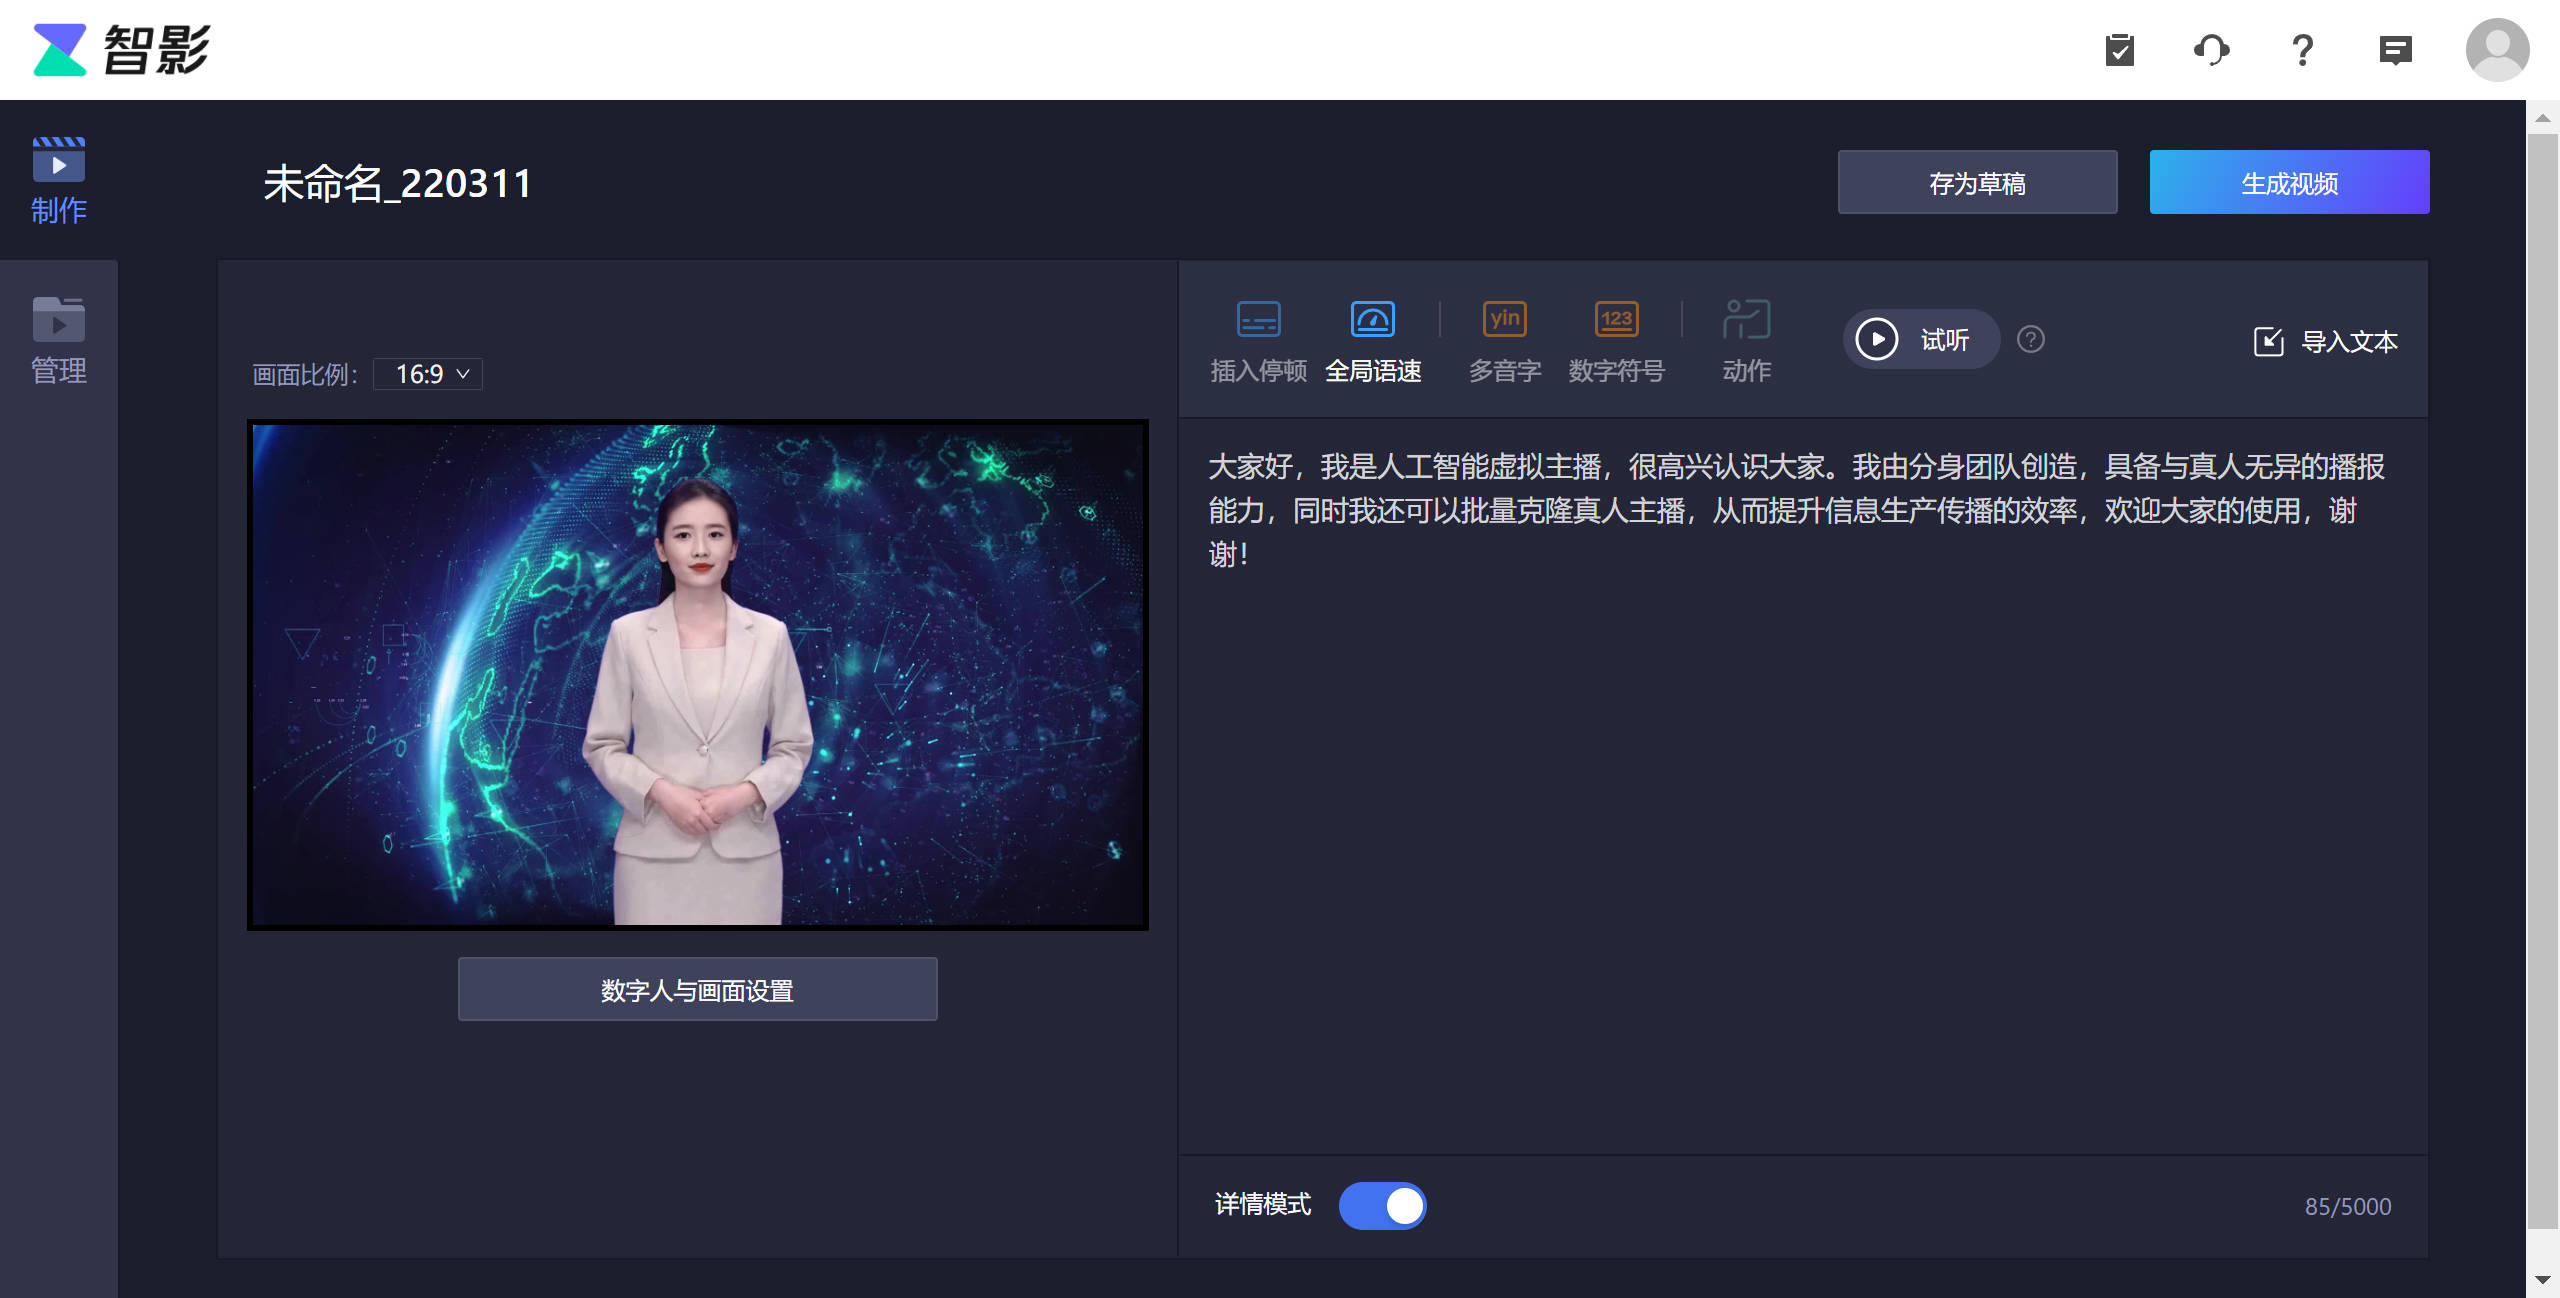 智影
制作
管理
未命名_220311
存为草稿
生成视频
画面比例：
16:9
数字人与画面设置
yin
123
插入停顿
全局语速
多音字
数字符号
动作
试听
?
导入文本
大家好，我是人工智能虚拟主播，很高兴认识大家。我由分身团队创造，具备与真人无异的播报
能力，同时我还可以批量克隆真人主播，从而提升信息生产传播的效率，欢迎大家的使用，谢
谢！
详情模式
85/5000